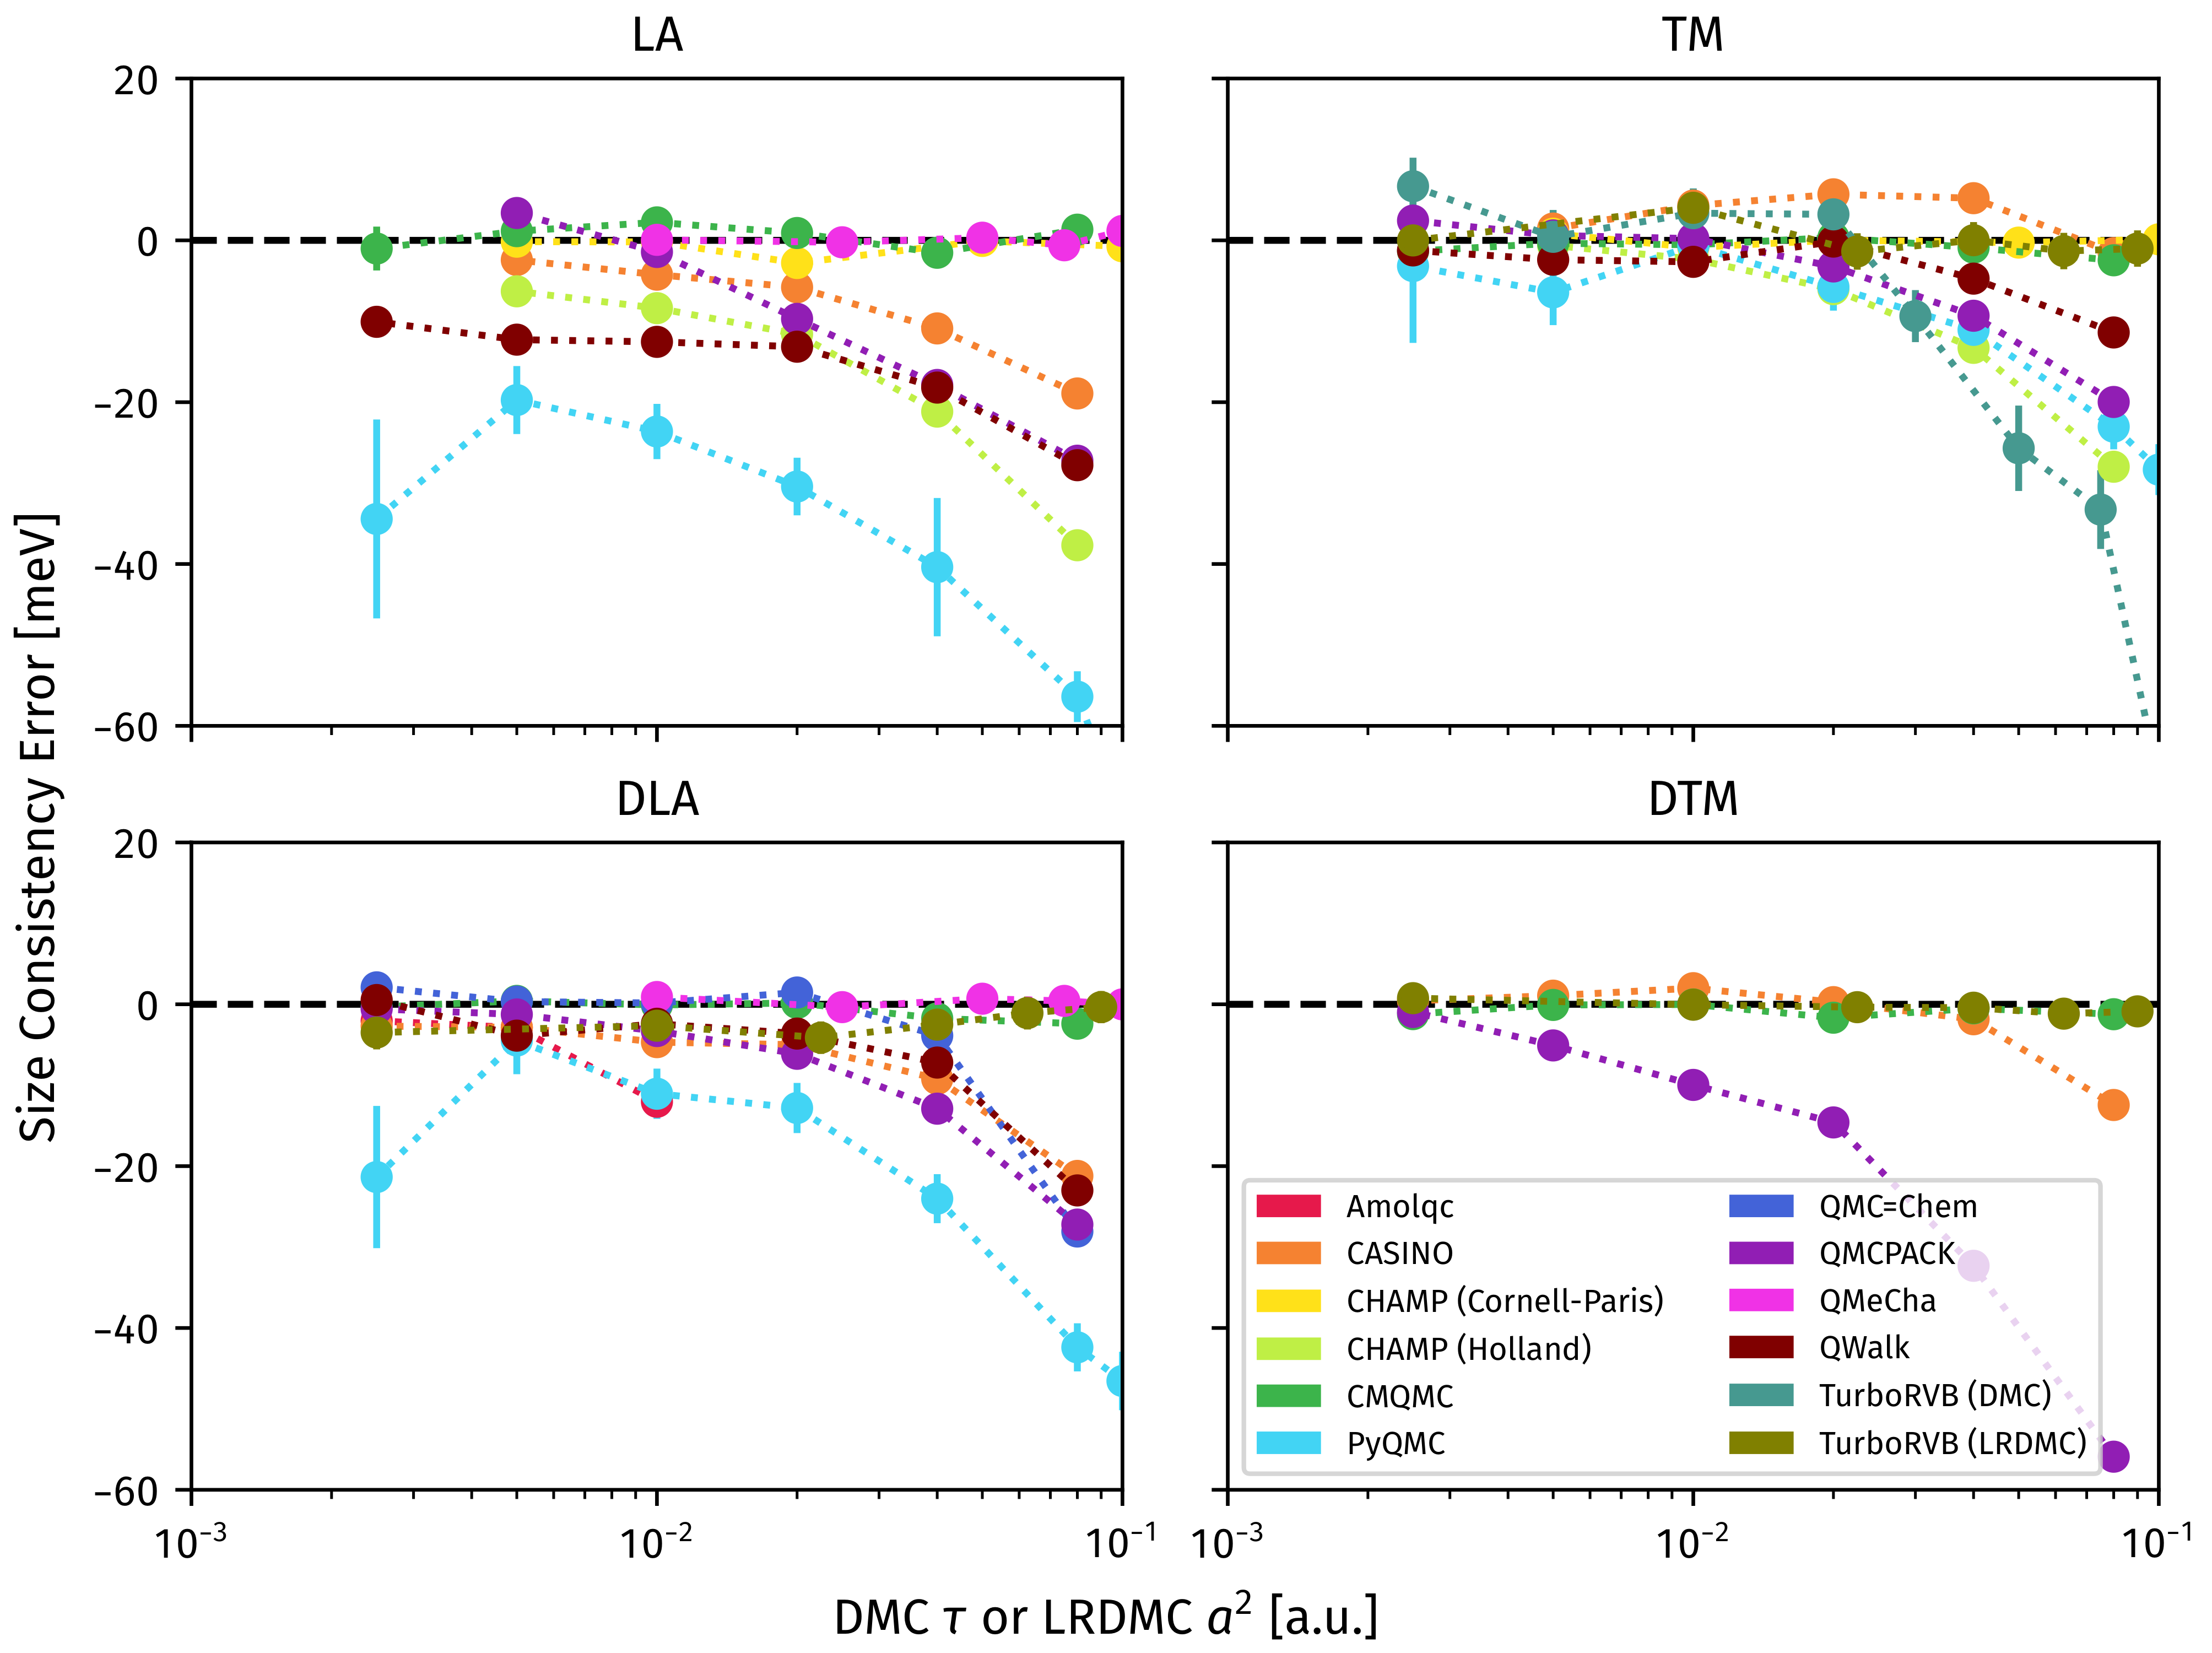 LA
TM
20
0
−20
−40
−60
Size Consistency Error [meV]
DLA
DTM
20
0
−20
−40
−60
Amolqc
CASINO
CHAMP (Cornell-Paris)
CHAMP (Holland)
CMQMC
PyQMC
QMC=Chem
QMCPACK
QMeCha
QWalk
TurboRVB (DMC)
TurboRVB (LRDMC)
10⁻³ 10⁻² 10⁻¹ 10⁻³ 10⁻² 10⁻¹
DMC τ or LRDMC a² [a.u.]